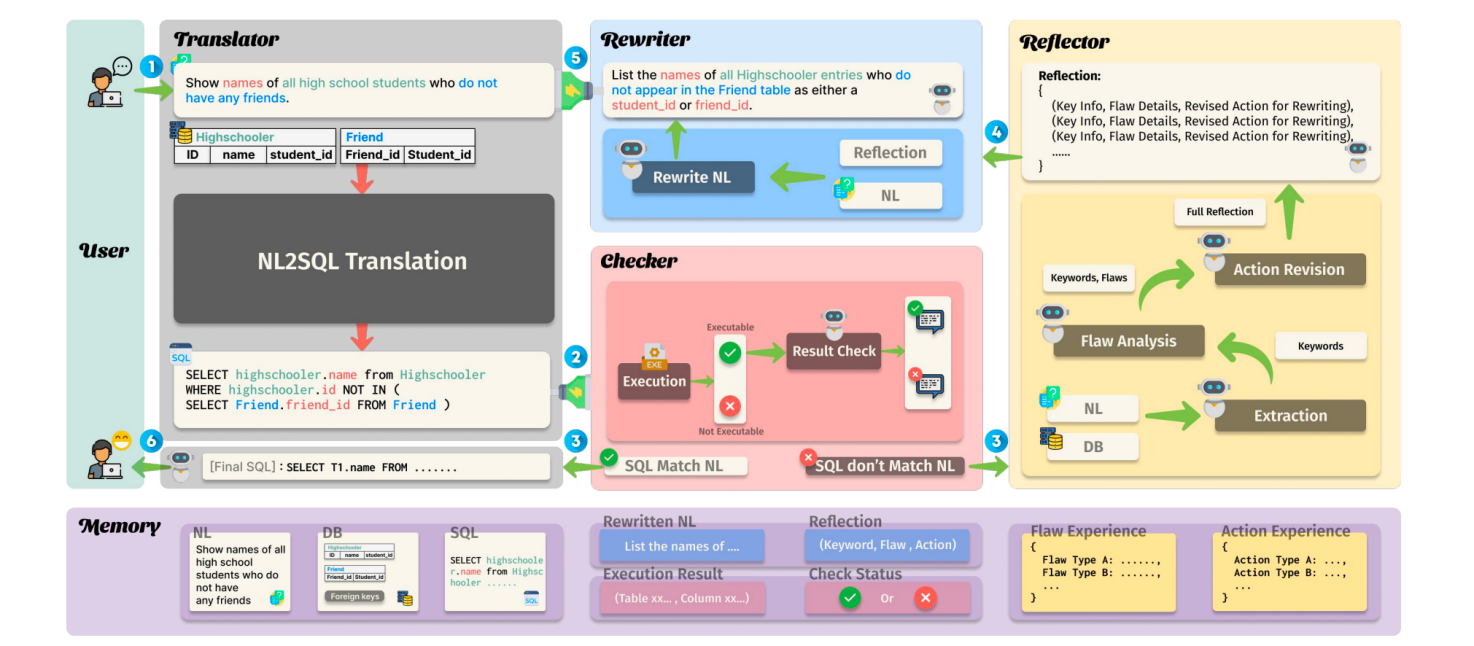 User
Translator
1
Show names of all high school students who do not
have any friends.
Highschooler
ID name student_id
Friend
Friend_id Student_id
NL2SQL Translation
SQL
SELECT highschooler.name from Highschooler
WHERE highschooler.id NOT IN (
SELECT Friend.friend_id FROM Friend )
2
6
[Final SQL] : SELECT T1.name FROM .......
3
5
Rewriter
List the names of all Highschooler entries who do
not appear in the Friend table as either a
student_id or friend_id.
Rewrite NL
Reflection
NL
4
Checker
EXE
Execution
Executable
Not Executable
Result Check
SQL Match NL
SQL don't Match NL
3
Reflector
Reflection:
{
(Key Info, Flaw Details, Revised Action for Rewriting),
(Key Info, Flaw Details, Revised Action for Rewriting),
(Key Info, Flaw Details, Revised Action for Rewriting),
......
}
Full Reflection
Action Revision
Keywords, Flaws
Flaw Analysis
Keywords
NL
Extraction
DB
Memory
NL
Show names of all
high school
students who do
not have
any friends
DB
Highschooler
ID name student_id
Friend
Friend_id Student_id
Foreign keys
SQL
SELECT highschoole
r.name from Highsc
hooler ......
SQL
Rewritten NL
List the names of ....
Reflection
(Keyword, Flaw , Action)
Execution Result
(Table xx... , Column xx...)
Check Status
Or
Flaw Experience
{
Flaw Type A: ......,
Flaw Type B: ......,
...
}
Action Experience
{
Action Type A: ...,
Action Type B: ...,
...
}